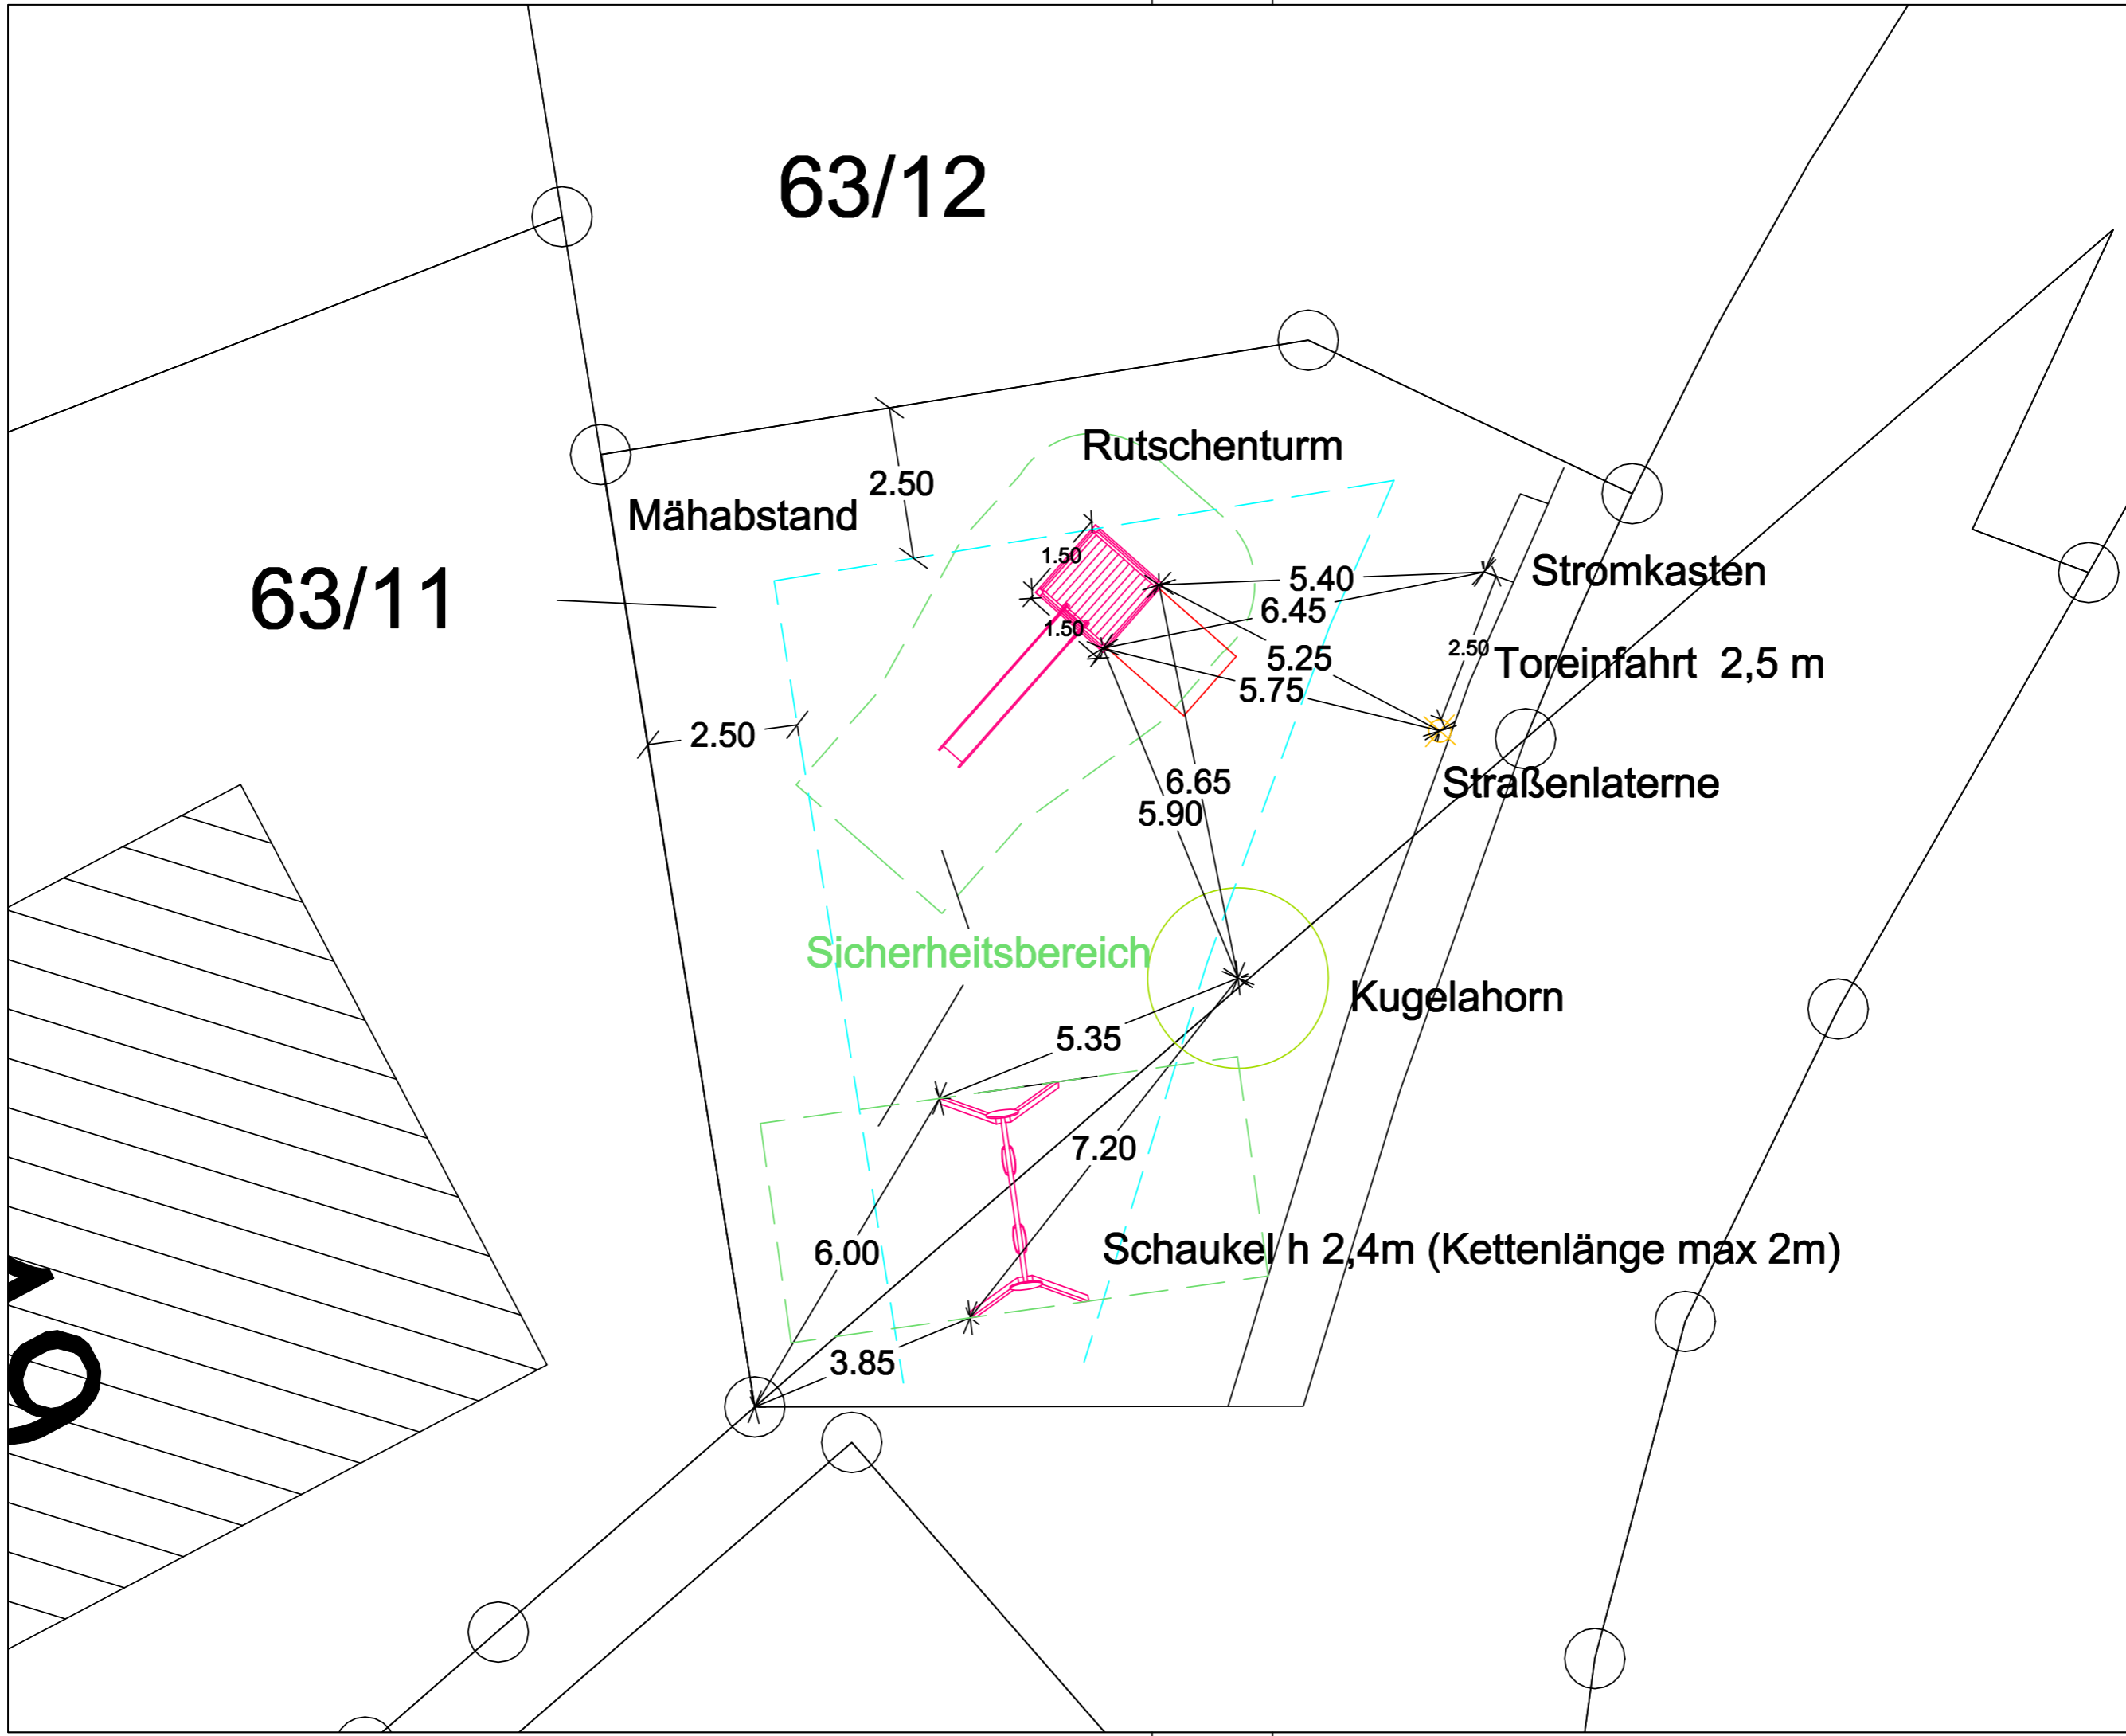 63/12
Rutschenturm
2.50
Mähabstand
1.50
5.40
Stromkasten
63/11
6.45
1.50
2.50
5.25
Toreinfahrt 2,5 m
5.75
2.50
6.65
Straßenlaterne
5.90
Sicherheitsbereich
Kugelahorn
5.35
7.20
6.00
Schaukel h 2,4m (Kettenlänge max 2m)
3.85